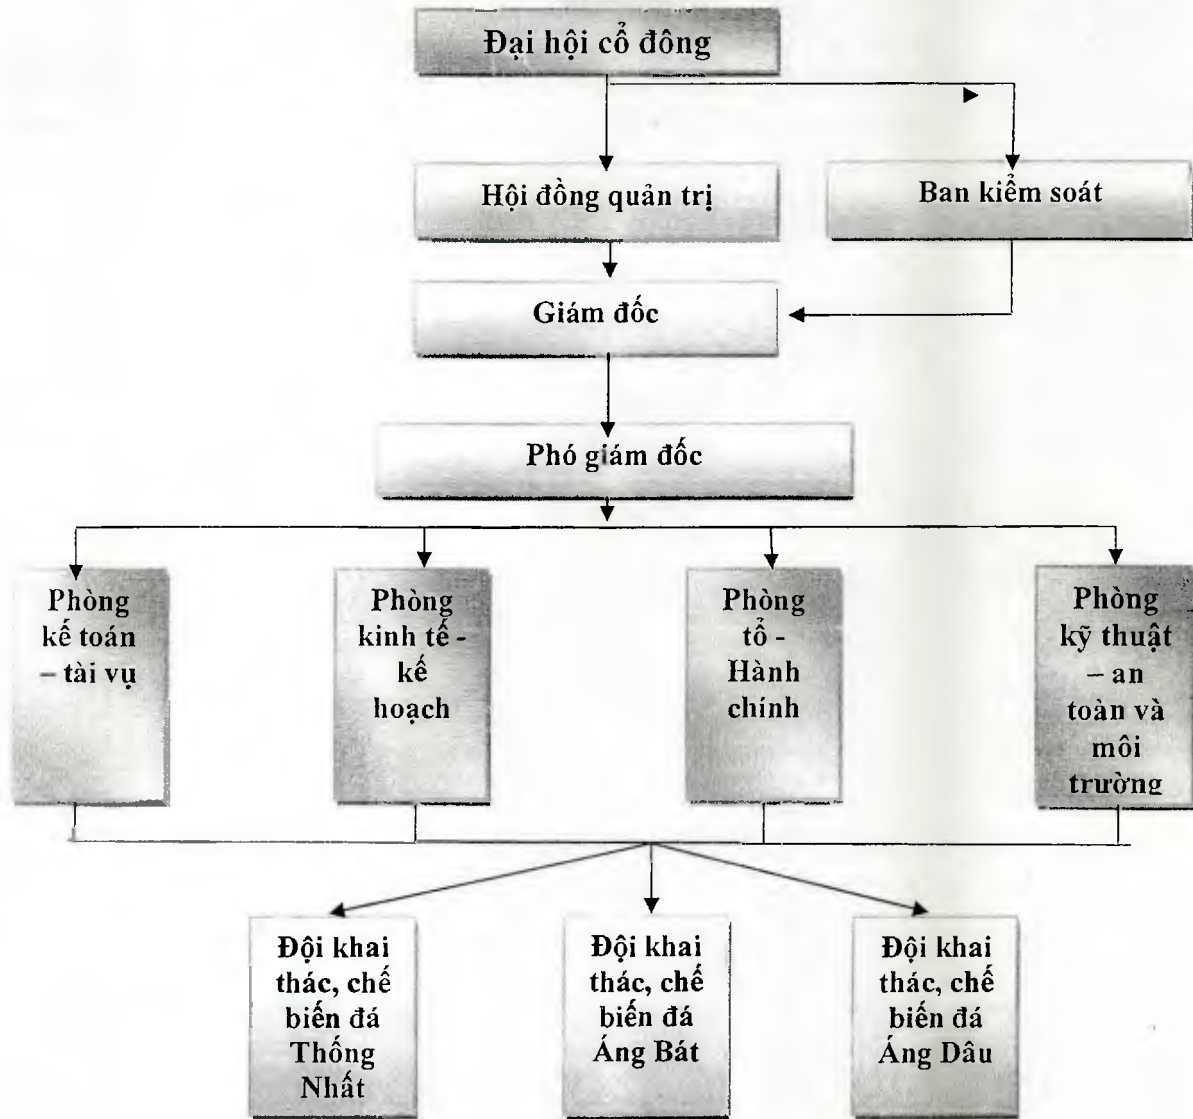 Đại hội cổ đông
Hội đồng quản trị
Ban kiểm soát
Giám đốc
Phó giám đốc
Phòng
kế toán
– tài vụ
Phòng
kinh tế -
kế
hoạch
Phòng
tổ -
Hành
chính
Phòng
kỹ thuật
– an
toàn và
môi
trường
Đội khai
thác, chế
biến đá
Thống
Nhất
Đội khai
thác, chế
biến đá
Áng Bát
Đội khai
thác, chế
biến đá
Áng Dâu